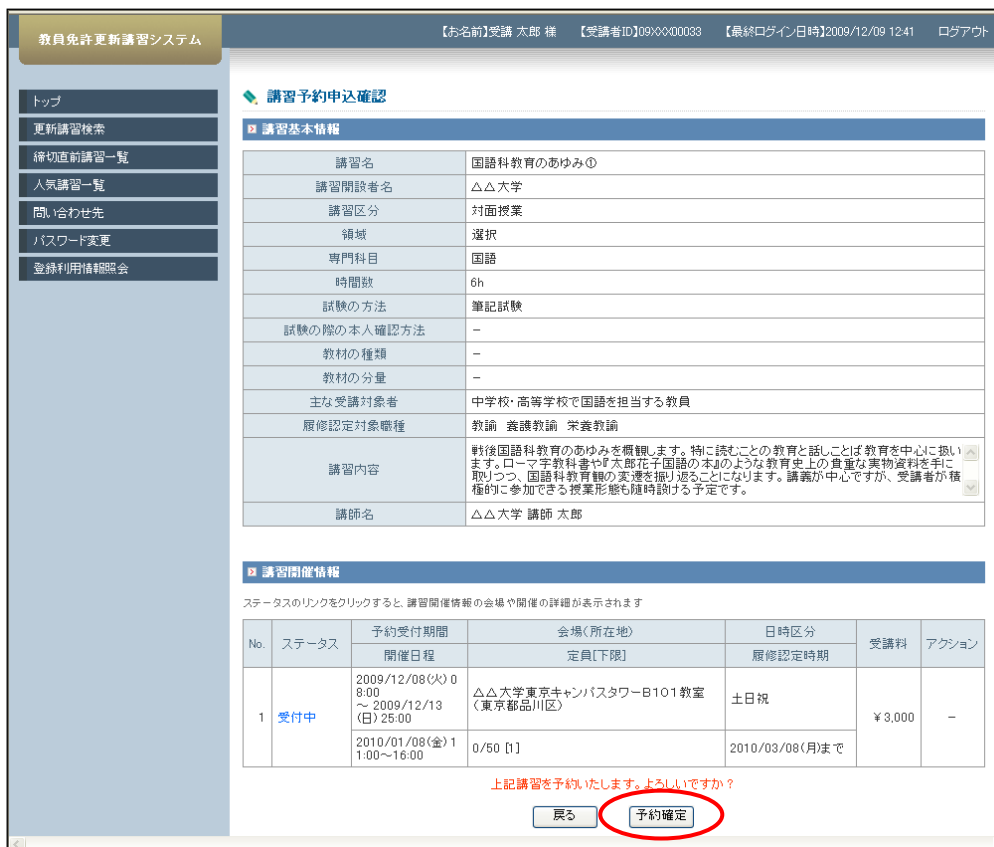 教員免許更新講習システム
【お名前】受講 太郎 様 【受講者ID】09XXX00033 【最終ログイン日時】2009/12/09 12:41 ログアウト
トップ
更新講習検索
締切直前講習一覧
人気講習一覧
問い合わせ先
パスワード変更
登録利用情報照会
講習予約申込確認
講習基本情報
講習名 国語科教育のあゆみ①
講習開設者名 △△大学
講習区分 対面授業
領域 選択
専門科目 国語
時間数 6h
試験の方法 筆記試験
試験の際の本人確認方法 −
教材の種類 −
教材の分量 −
主な受講対象者 中学校・高等学校で国語を担当する教員
履修認定対象職種 教諭 養護教諭 栄養教諭
講習内容
戦後国語科教育のあゆみを概観します。特に読むことの教育と話しことば教育を中心に扱い
ます。ローマ字教科書や『太郎花子国語の本』のような教育史上の貴重な実物資料を手に
取りつつ、国語科教育観の変遷を振り返ることになります。講義が中心ですが、受講者が積
極的に参加できる授業形態も随時設ける予定です。
講師名 △△大学 講師 太郎
講習開催情報
ステータスのリンクをクリックすると、講習開催情報の会場や開催の詳細が表示されます
No. ステータス 予約受付期間 会場(所在地) 日時区分 受講料 アクション
開催日程 定員[下限] 履修認定時期
1 受付中
2009/12/08(火) 0
8:00
～ 2009/12/13
(日) 25:00
△△大学東京キャンパスタワーB101教室
(東京都品川区)
土日祝
¥3,000 −
2010/01/08(金) 1
1:00～16:00
0/50 [1]
2010/03/08(月)まで
上記講習を予約いたします。よろしいですか？
戻る 予約確定